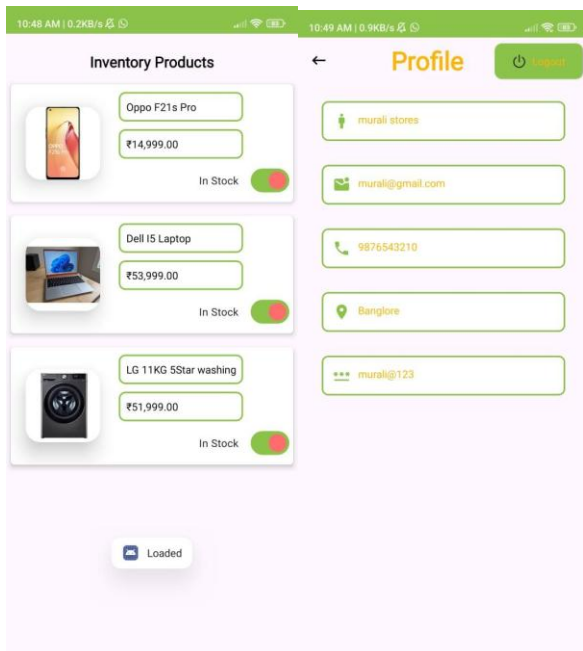 10:48 AM | 0.2KB/s
Inventory Products
Oppo F21s Pro
₹14,999.00
In Stock
Dell I5 Laptop
₹53,999.00
In Stock
LG 11KG 5Star washing
₹51,999.00
In Stock
Loaded
10:49 AM | 0.9KB/s
Profile
Logout
murali stores
murali@gmail.com
9876543210
Banglore
murali@123